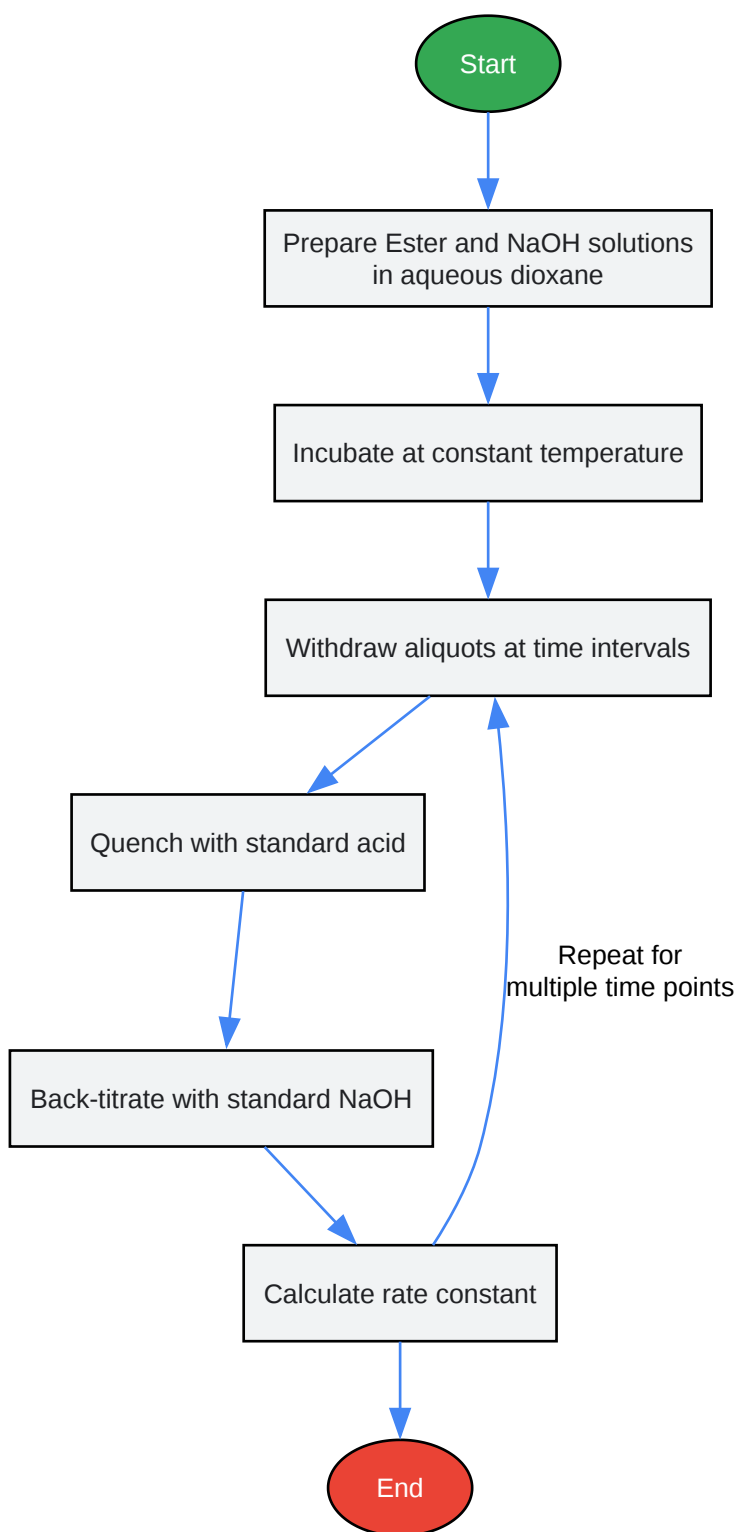 Start
Prepare Ester and NaOH solutions
in aqueous dioxane
Incubate at constant temperature
Withdraw aliquots at time intervals
Quench with standard acid
Repeat for
multiple time points
Back-titrate with standard NaOH
Calculate rate constant
End